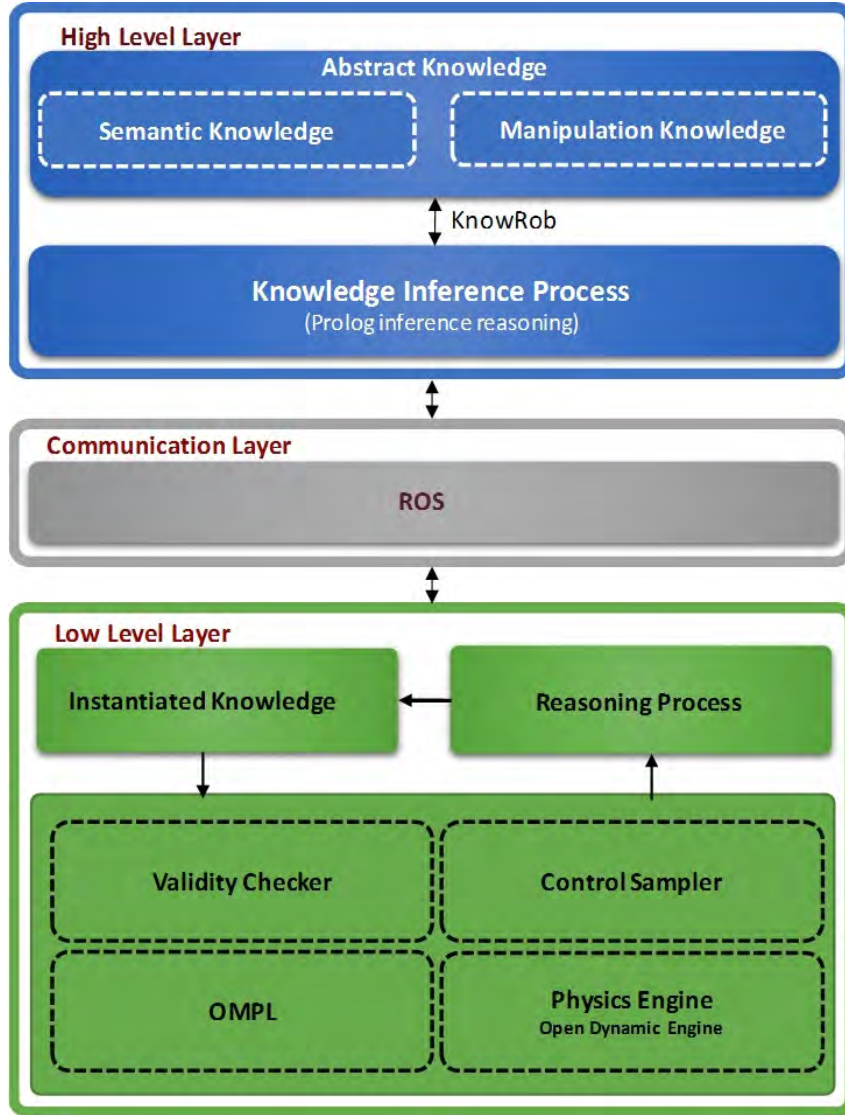 High Level Layer
Abstract Knowledge
Semantic Knowledge
Manipulation Knowledge
KnowRob
Knowledge Inference Process
(Prolog inference reasoning)
Communication Layer
ROS
Low Level Layer
Instantiated Knowledge
Reasoning Process
Validity Checker
Control Sampler
OMPL
Physics Engine
Open Dynamic Engine